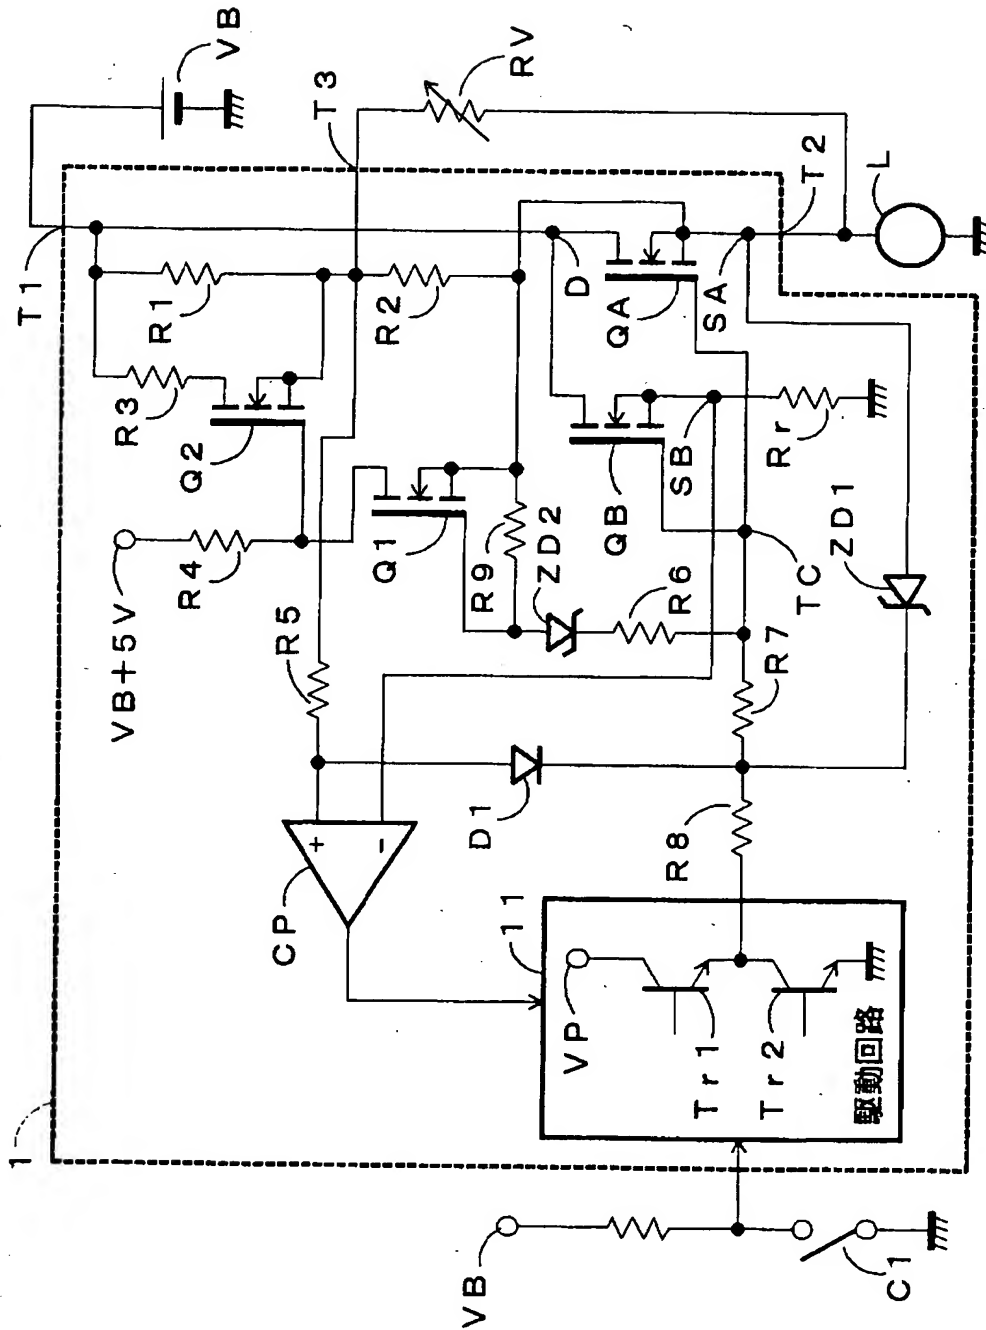 VB
T1
T3
RV
R1
R3
R2
Q2
VB+5V
R4
D
QA
SA
T2
L
Q1
R5
R9
ZD2
QB
SB
Rr
R6
TC
ZD1
R7
+
-
CP
D1
R8
11
VP
Tr1
Tr2
駆動回路
1
VB
C1